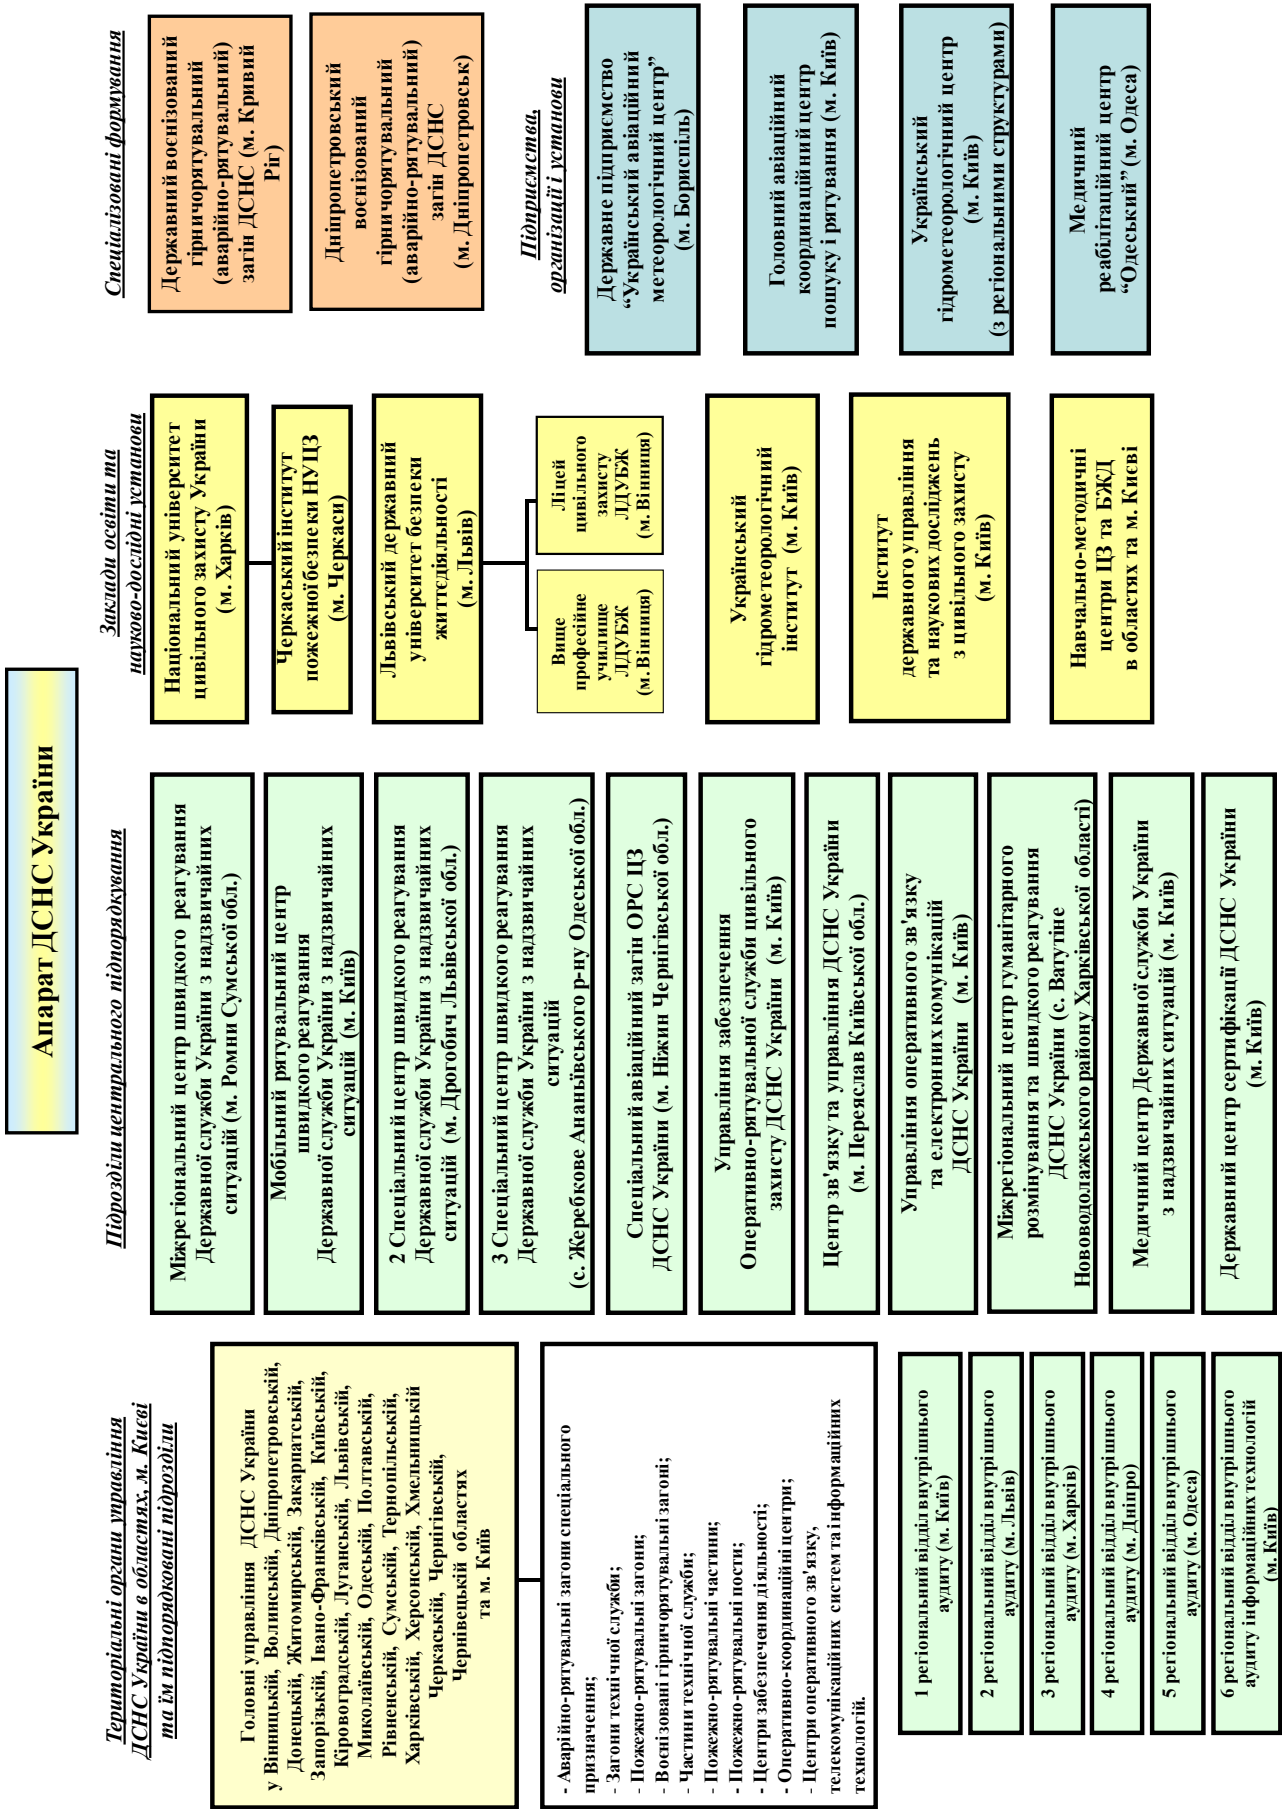 Апарат ДСНС України
Територіальні органи управління
ДСНС України в областях, м. Києві
та їм підпорядковані підрозділи
Головні управління ДСНС України
у Вінницькій, Волинській, Дніпропетровській,
Донецькій, Житомирській, Закарпатській,
Запорізькій, Івано-Франківській, Київській,
Кіровоградській, Луганській, Львівській,
Миколаївській, Одеській, Полтавській,
Рівненській, Сумській, Тернопільській,
Харківській, Херсонській, Хмельницькій
Черкаській, Чернігівській,
Чернівецькій областях
та м. Київ
- Аварійно-рятувальні загони спеціального
призначення;
- Загони технічної служби;
- Пожежно-рятувальні загони;
- Воєнізовані гірничорятувальні загоні;
- Частини технічної служби;
- Пожежно-рятувальні частини;
- Пожежно-рятувальні пости;
- Центри забезпечення діяльності;
- Оперативно-координаційні центри;
- Центри оперативного зв'язку,
телекомунікаційних систем та інформаційних
технологій.
1 регіональний відділ внутрішнього
аудиту (м. Київ)
2 регіональний відділ внутрішнього
аудиту (м. Львів)
3 регіональний відділ внутрішнього
аудиту (м. Харків)
4 регіональний відділ внутрішнього
аудиту (м. Дніпро)
5 регіональний відділ внутрішнього
аудиту (м. Одеса)
6 регіональний відділ внутрішнього
аудиту інформаційних технологій
(м. Київ)
Підрозділи центрального підпорядкування
Міжрегіональний центр швидкого реагування
Державної служби України з надзвичайних
ситуацій (м. Ромни Сумської обл.)
Мобільний рятувальний центр
швидкого реагування
Державної служби України з надзвичайних
ситуацій (м. Київ)
2 Спеціальний центр швидкого реагування
Державної служби України з надзвичайних
ситуацій (м. Дрогобич Львівської обл.)
3 Спеціальний центр швидкого реагування
Державної служби України з надзвичайних
ситуацій
(с. Жеребкове Ананьївського р-ну Одеської обл.)
Спеціальний авіаційний загін ОРС ЦЗ
ДСНС України (м. Ніжин Чернігівської обл.)
Управління забезпечення
Оперативно-рятувальної служби цивільного
захисту ДСНС України (м. Київ)
Центр зв'язку та управління ДСНС України
(м. Переяслав Київської обл.)
Управління оперативного зв'язку
та електронних комунікацій
ДСНС України (м. Київ)
Міжрегіональний центр гуманітарного
розмінування та швидкого реагування
ДСНС України (с. Ватутіне
Нововодолажського району Харківської області)
Медичний центр Державної служби України
з надзвичайних ситуацій (м. Київ)
Державний центр сертифікації ДСНС України
(м. Київ)
Заклади освіти та
науково-дослідні установи
Національний університет
цивільного захисту України
(м. Харків)
Черкаський інститут
пожежної безпеки НУЦЗ
(м. Черкаси)
Львівський державний
університет безпеки
життєдіяльності
(м. Львів)
Вище
професійне
училище
ЛДУБЖ
(м. Вінниця)
Ліцей
цивільного
захисту
ЛДУБЖ
(м. Вінниця)
Український
гідрометеорологічний
інститут (м. Київ)
Інститут
державного управління
та наукових досліджень
з цивільного захисту
(м. Київ)
Навчально-методичні
центри ЦЗ та БЖД
в областях та м. Києві
Спеціалізовані формування
Державний воєнізований
гірничорятувальний
(аварійно-рятувальний)
загін ДСНС (м. Кривий
Ріг)
Дніпропетровський
воєнізований
гірничорятувальний
(аварійно-рятувальний)
загін ДСНС
(м. Дніпропетровськ)
Підприємства,
організації і установи
Державне підприємство
“Український авіаційний
метеорологічний центр”
(м. Бориспіль)
Головний авіаційний
координаційний центр
пошуку і рятування (м. Київ)
Український
гідрометеорологічний центр
(м. Київ)
(з регіональними структурами)
Медичний
реабілітаційний центр
“Одеський” (м. Одеса)